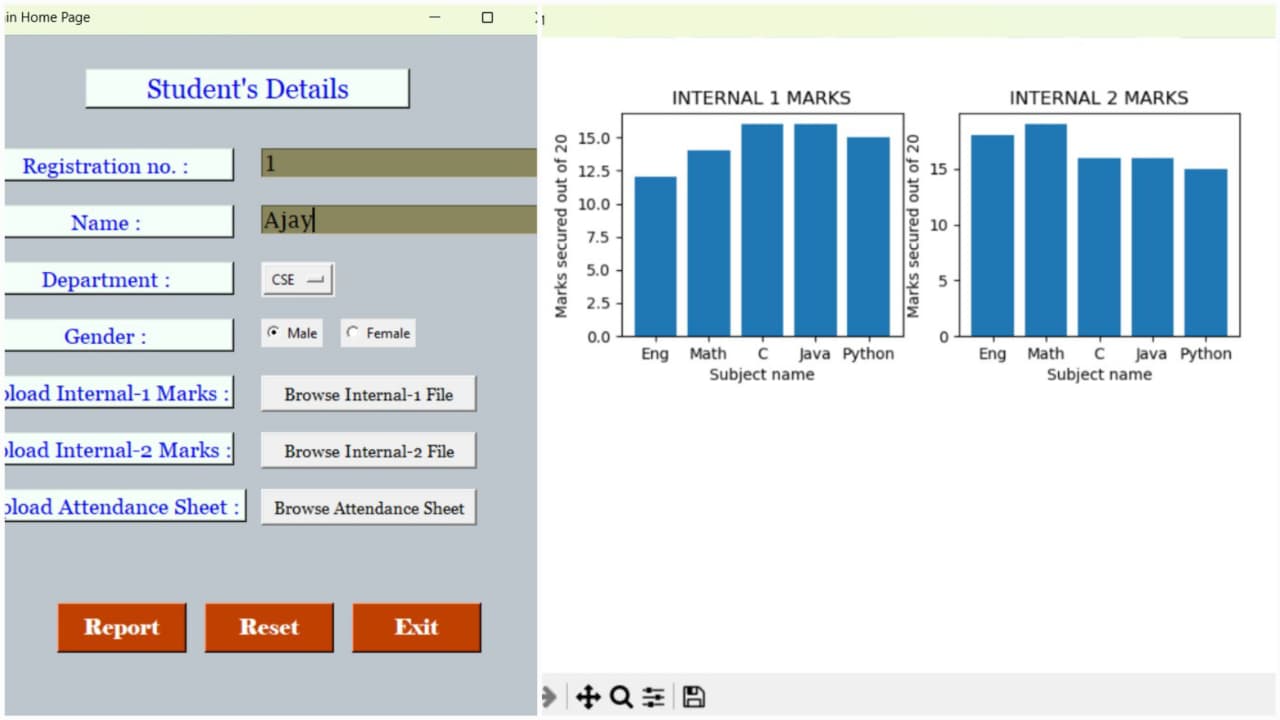 in Home Page
Student's Details
Registration no. :
1
Name :
Ajay
Department :
CSE
Gender :
Male
Female
pload Internal-1 Marks :
Browse Internal-1 File
pload Internal-2 Marks :
Browse Internal-2 File
pload Attendance Sheet :
Browse Attendance Sheet
Report
Reset
Exit
INTERNAL 1 MARKS
Marks secured out of 20
15.0
12.5
10.0
7.5
5.0
2.5
0.0
Eng
Math
C
Java
Python
Subject name
INTERNAL 2 MARKS
Marks secured out of 20
15
10
5
0
Eng
Math
C
Java
Python
Subject name